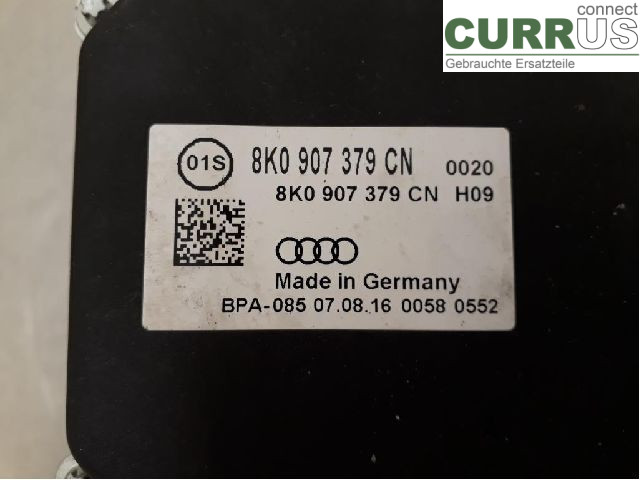 connect
CURRUS
Gebrauchte Ersatzteile
01S 8K0 907 379 CN 0020
8K0 907 379 CN H09
Made in Germany
BPA-085 07.08.16 0058 0552